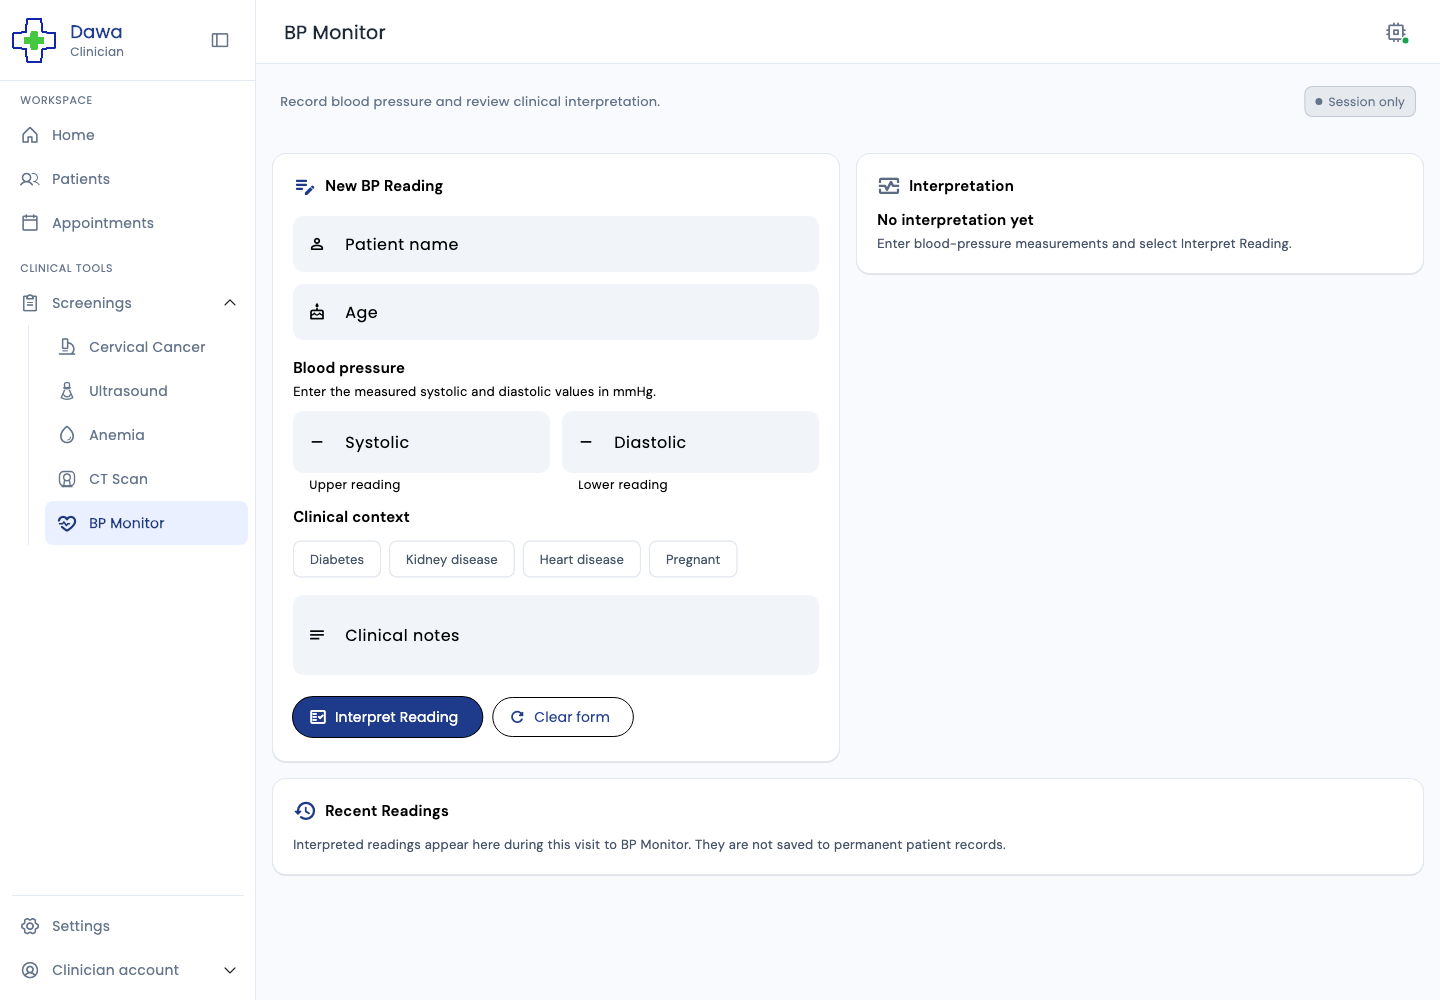 Dawa
Clinician
WORKSPACE
Home
Patients
Appointments
CLINICAL TOOLS
Screenings
Cervical Cancer
Ultrasound
Anemia
CT Scan
BP Monitor
Settings
Clinician account
BP Monitor
Record blood pressure and review clinical interpretation.
Session only
New BP Reading
Patient name
Age
Blood pressure
Enter the measured systolic and diastolic values in mmHg.
Systolic
Diastolic
Upper reading
Lower reading
Clinical context
Diabetes
Kidney disease
Heart disease
Pregnant
Clinical notes
Interpret Reading
Clear form
Interpretation
No interpretation yet
Enter blood-pressure measurements and select Interpret Reading.
Recent Readings
Interpreted readings appear here during this visit to BP Monitor. They are not saved to permanent patient records.